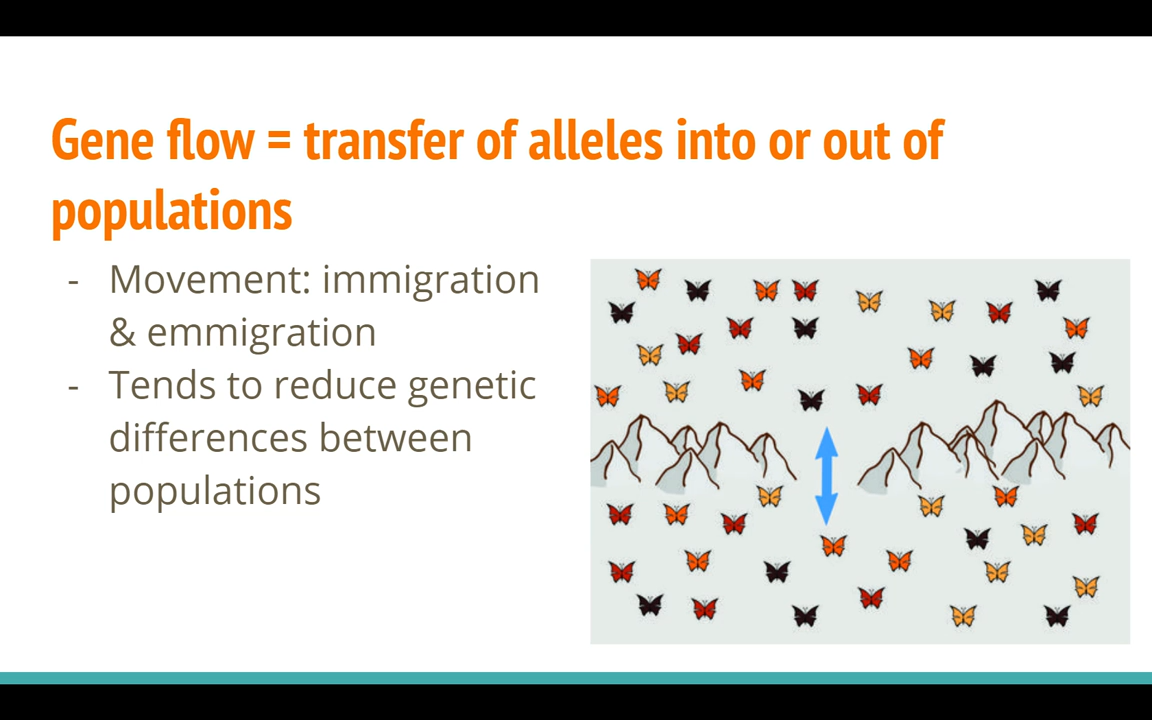 Gene flow = transfer of alleles into or out of
populations
- Movement: immigration
& emmigration
- Tends to reduce genetic
differences between
populations